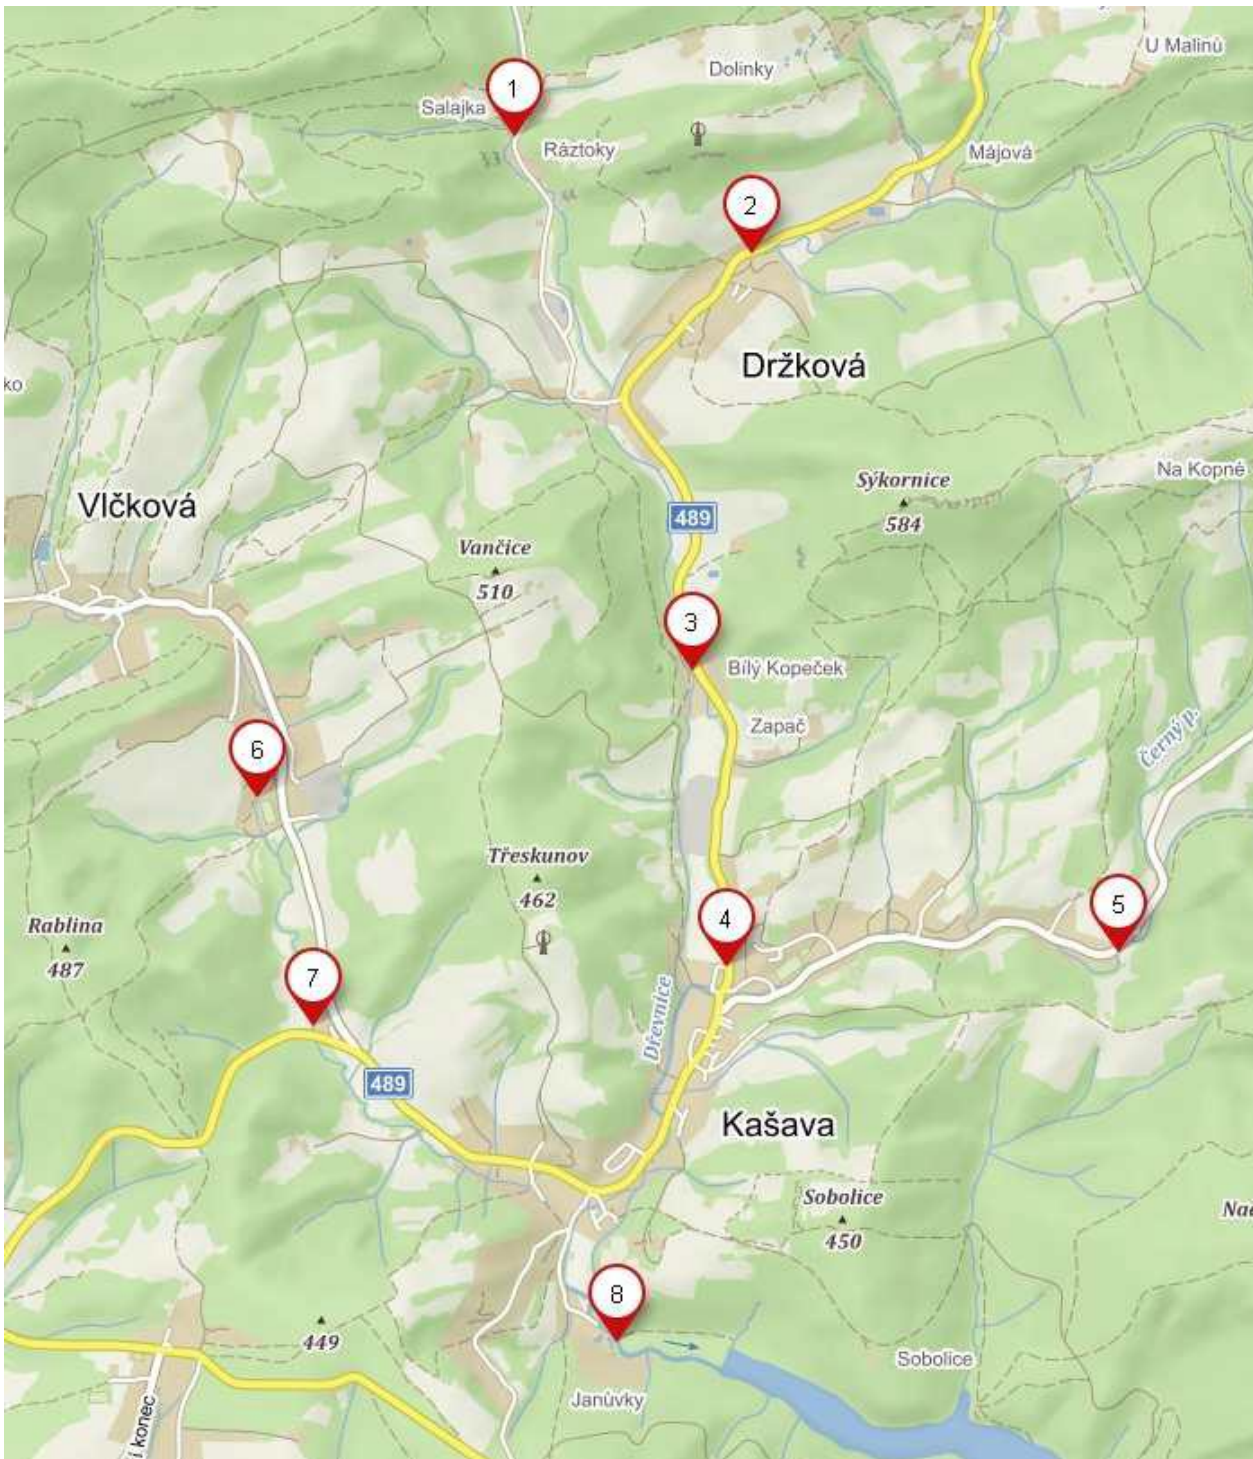 U Malinů
Dolinky
1
Salajka
Ráztoky
Májová
2
Držková
ko
Na Kopné
Sýkornice
584
Vlčková
489
Vančice
510
3
Bílý Kopeček
Zapač
6
Černý p.
Třeskunov
462
Rablina
487
4
5
7
Dřevnice
489
Kašava
Sobolice
450
Nad
8
449
Sobolice
Janůvky
í konec